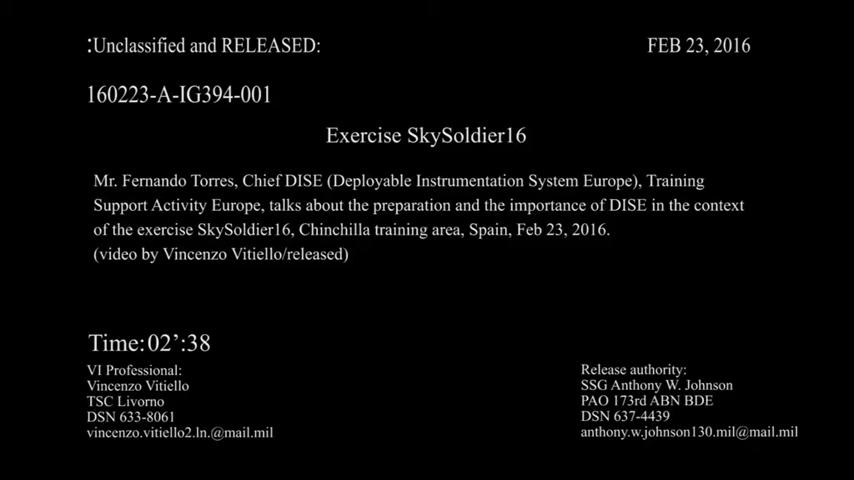 :Unclassified and RELEASED:
FEB 23, 2016
160223-A-IG394-001
Exercise SkySoldier16
Mr. Fernando Torres, Chief DISE (Deployable Instrumentation System Europe), Training
Support Activity Europe, talks about the preparation and the importance of DISE in the context
of the exercise SkySoldier16, Chinchilla training area, Spain, Feb 23, 2016.
(video by Vincenzo Vitiello/released)
Time:02’:38
VI Professional:
Vincenzo Vitiello
TSC Livorno
DSN 633-8061
vincenzo.vitiello2.ln.@mail.mil
Release authority:
SSG Anthony W. Johnson
PAO 173rd ABN BDE
DSN 637-4439
anthony.w.johnson130.mil@mail.mil